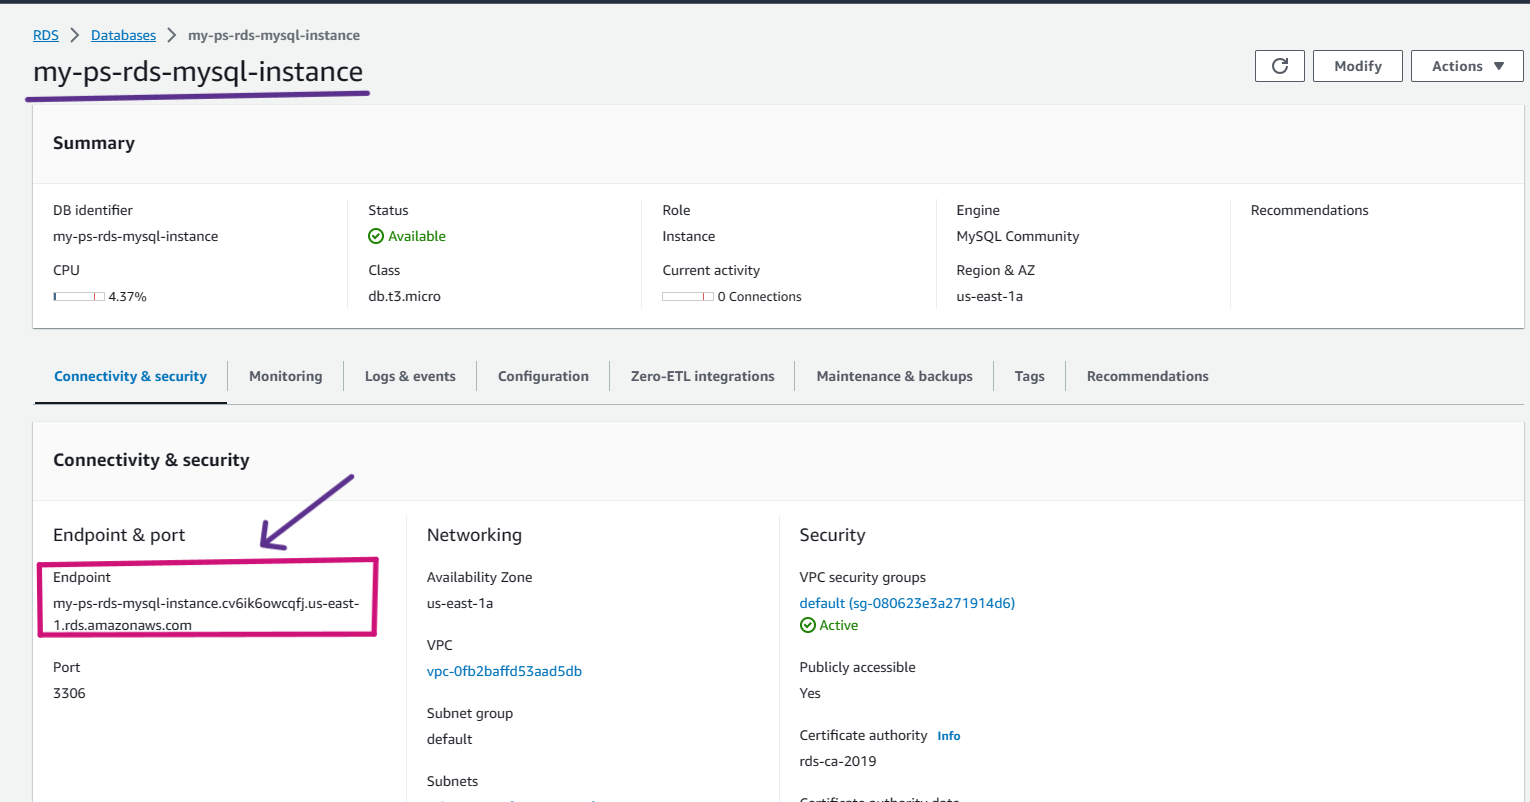 RDS > Databases > my-ps-rds-mysql-instance
my-ps-rds-mysql-instance
Modify
Actions
Summary
DB identifier
my-ps-rds-mysql-instance
CPU
4.37%
Status
Available
Class
db.t3.micro
Role
Instance
Current activity
0 Connections
Engine
MySQL Community
Region & AZ
us-east-1a
Recommendations
Connectivity & security
Monitoring
Logs & events
Configuration
Zero-ETL integrations
Maintenance & backups
Tags
Recommendations
Connectivity & security
Endpoint & port
Endpoint
my-ps-rds-mysql-instance.cv6ik6owcqfj.us-east-
1.rds.amazonaws.com
Port
3306
Networking
Availability Zone
us-east-1a
VPC
vpc-0fb2baffd53aad5db
Subnet group
default
Subnets
Security
VPC security groups
default (sg-080623e3a271914d6)
Active
Publicly accessible
Yes
Certificate authority Info
rds-ca-2019
Certificate authority date